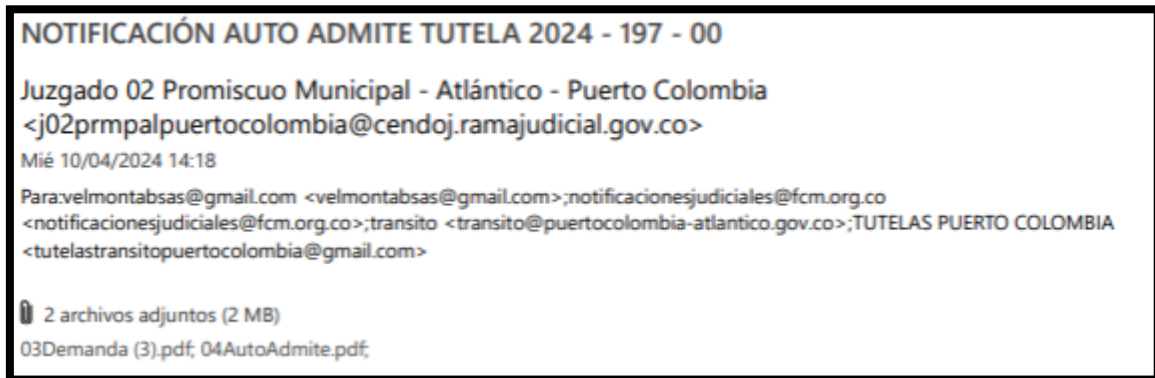 NOTIFICACIÓN AUTO ADMITE TUTELA 2024 - 197 - 00
Juzgado 02 Promiscuo Municipal - Atlántico - Puerto Colombia
<j02prmpalpuertocolombia@cendoj.ramajudicial.gov.co>
Mié 10/04/2024 14:18
Para:velmontabsas@gmail.com <velmontabsas@gmail.com>;notificacionesjudiciales@fcm.org.co
<notificacionesjudiciales@fcm.org.co>;transito <transito@puertocolombia-atlantico.gov.co>;TUTELAS PUERTO COLOMBIA
<tutelastransitopuertocolombia@gmail.com>
2 archivos adjuntos (2 MB)
03Demanda (3).pdf; 04AutoAdmite.pdf;